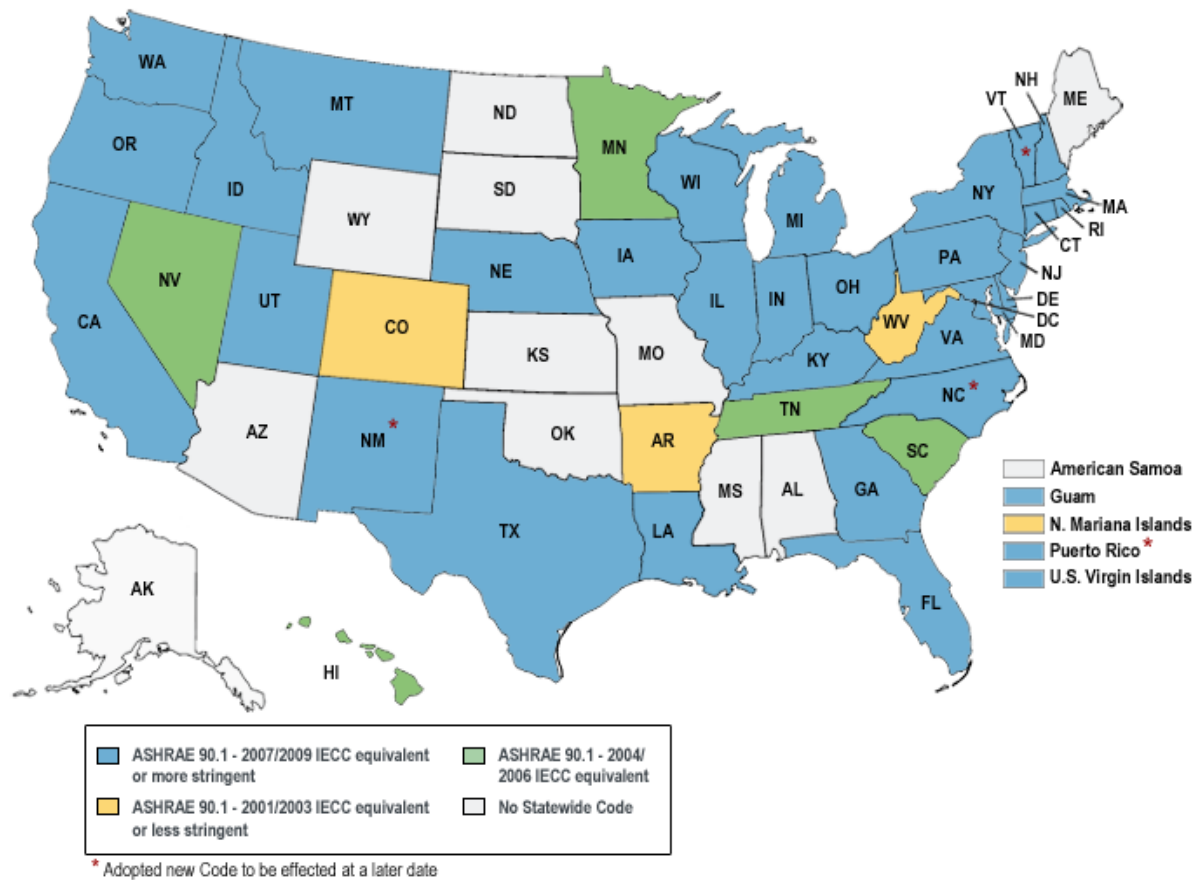 WA
MT
ND
MN
VT
NH
ME
OR
ID
SD
WI
NY
MA
WY
MI
RI
CT
NV
NE
IA
PA
NJ
UT
IL
IN
OH
DE
CA
CO
WV
DC
MD
KS
MO
KY
VA
NC *
TN
AZ
NM *
OK
AR
SC
MS
AL
GA
TX
LA
FL
AK
HI
*
American Samoa
Guam
N. Mariana Islands
Puerto Rico *
U.S. Virgin Islands
ASHRAE 90.1 - 2007/2009 IECC equivalent
or more stringent
ASHRAE 90.1 - 2001/2003 IECC equivalent
or less stringent
ASHRAE 90.1 - 2004/
2006 IECC equivalent
No Statewide Code
* Adopted new Code to be effected at a later date